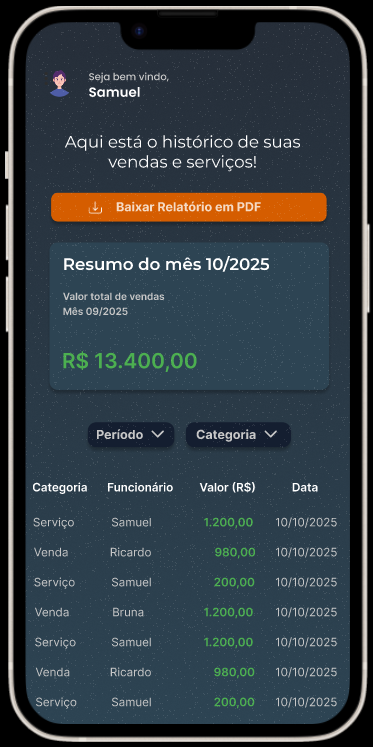 Seja bem vindo,
Samuel
Aqui está o histórico de suas
vendas e serviços!
Baixar Relatório em PDF
Resumo do mês 10/2025
Valor total de vendas
Mês 09/2025
R$ 13.400,00
Período Categoria
Categoria Funcionário Valor (R$) Data
Serviço Samuel 1.200,00 10/10/2025
Venda Ricardo 980,00 10/10/2025
Serviço Samuel 200,00 10/10/2025
Venda Bruna 1.200,00 10/10/2025
Serviço Samuel 1.200,00 10/10/2025
Venda Ricardo 980,00 10/10/2025
Serviço Samuel 200,00 10/10/2025